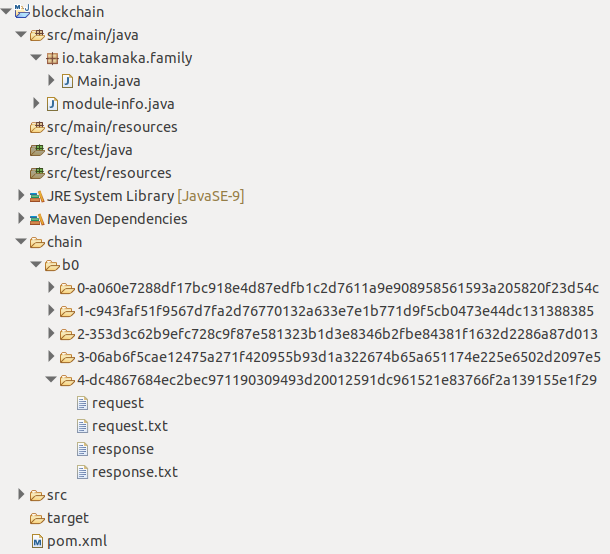 blockchain
src/main/java
io.takamaka.family
Main.java
module-info.java
src/main/resources
src/test/java
src/test/resources
JRE System Library [JavaSE-9]
Maven Dependencies
chain
b0
0-a060e7288df17bc918e4d87edfb1c2d7611a9e908958561593a205820f23d54c
1-c943faf51f9567d7fa2d76770132a633e7e1b771d9f5cb0473e44dc131388385
2-353d3c62b9efc728c9f87e581323b1d3e8346b2fbe84381f1632d2286a87d013
3-06ab6f5cae12475a271f420955b93d1a322674b65a651174e225e6502d2097e5
4-dc4867684ec2bec971190309493d20012591dc961521e83766f2a139155e1f29
request
request.txt
response
response.txt
src
target
pom.xml